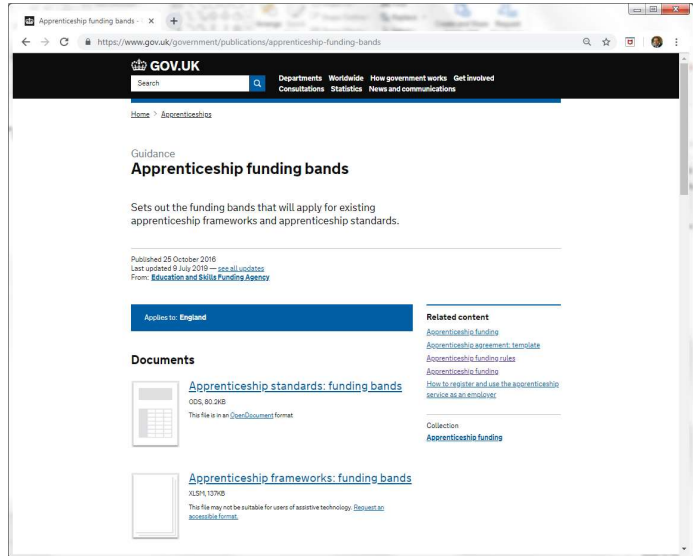 Apprenticeship funding bands -
https://www.gov.uk/government/publications/apprenticeship-funding-bands
GOV.UK
Search
Departments Worldwide How government works Get involved
Consultations Statistics News and communications
Home > Apprenticeships
Guidance
Apprenticeship funding bands
Sets out the funding bands that will apply for existing
apprenticeship frameworks and apprenticeship standards.
Published 25 October 2016
Last updated 9 July 2019 — see all updates
From: Education and Skills Funding Agency
Applies to: England
Documents
Apprenticeship standards: funding bands
ODS, 80.2KB
This file is in an OpenDocument format
Apprenticeship frameworks: funding bands
XLSM, 137KB
This file may not be suitable for users of assistive technology. Request an
accessible format.
Related content
Apprenticeship funding
Apprenticeship agreement: template
Apprenticeship funding rules
Apprenticeship funding
How to register and use the apprenticeship
service as an employer
Collection
Apprenticeship funding